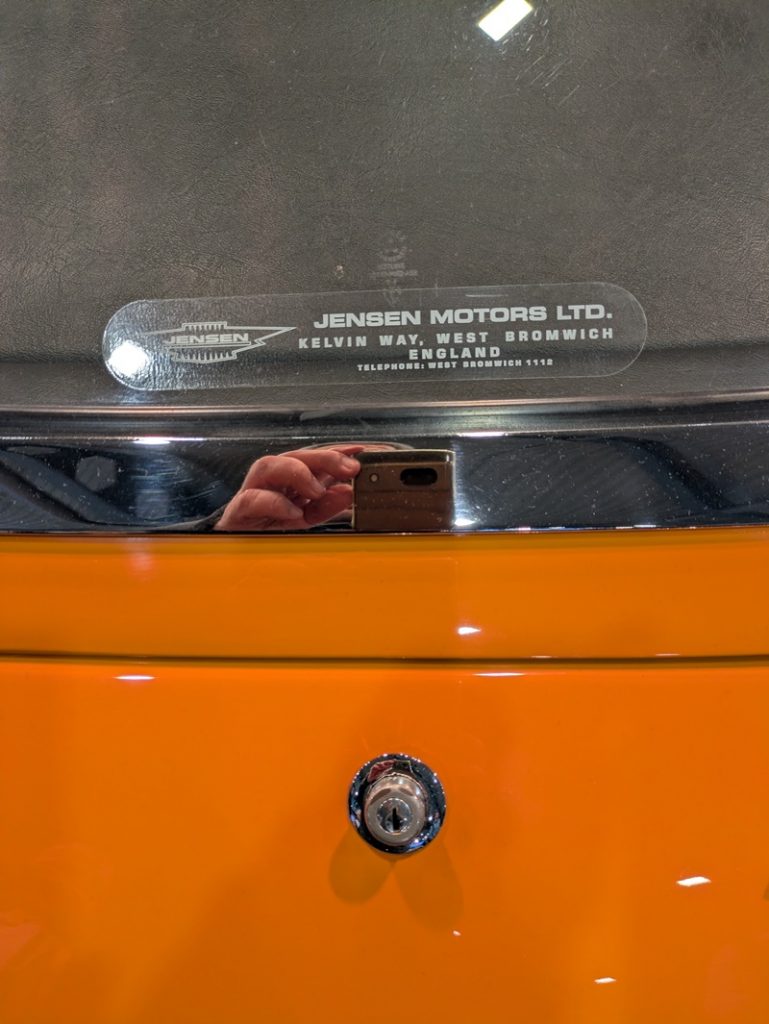 JENSEN
JENSEN MOTORS LTD.
KELVIN WAY, WEST BROMWICH
ENGLAND
TELEPHONE: WEST BROMWICH 1112